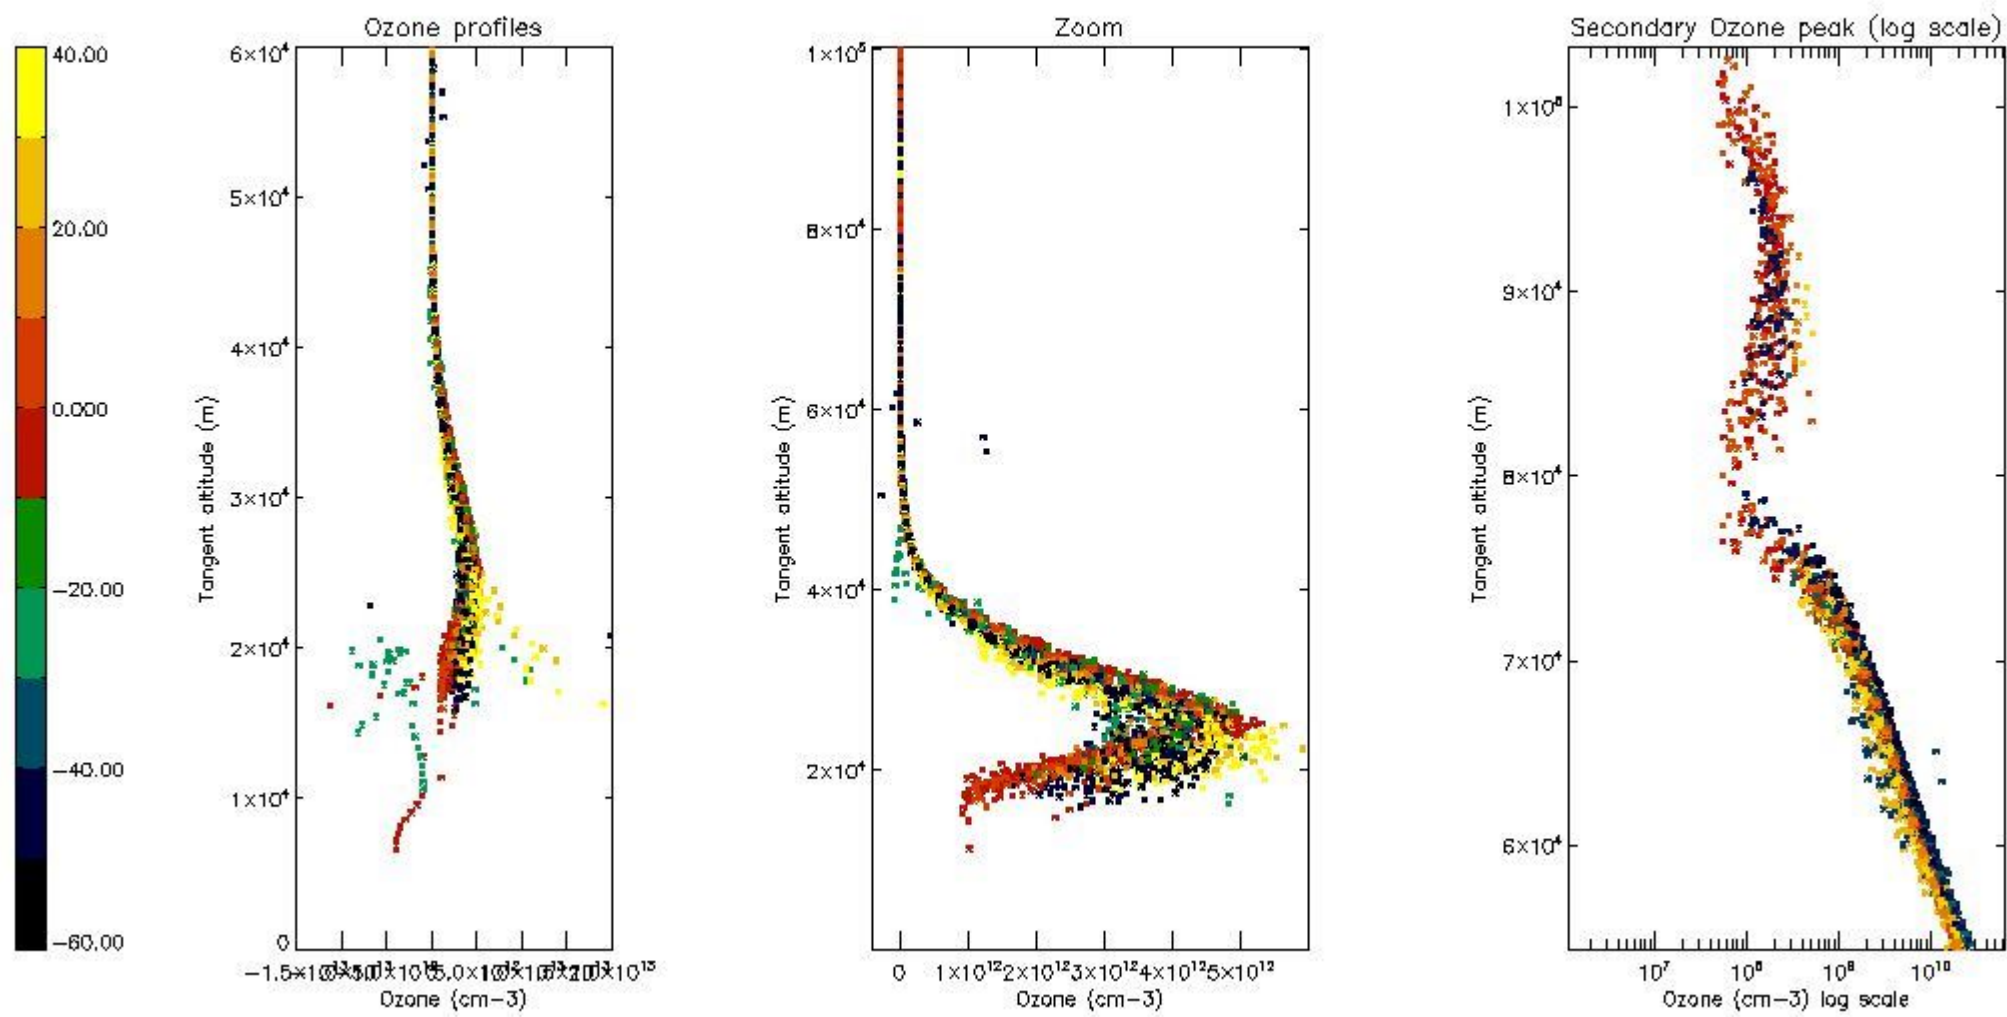 Ozone profiles
Zoom
Secondary Ozone peak (log scale)
40.00
20.00
0.000
-20.00
-40.00
-60.00
Tangent altitude (m)
6×10⁴
5×10⁴
4×10⁴
3×10⁴
2×10⁴
1×10⁴
0
Ozone (cm-3)
Tangent altitude (m)
1×10⁵
8×10⁴
6×10⁴
4×10⁴
2×10⁴
0 1×10¹² 2×10¹² 3×10¹² 4×10¹² 5×10¹²
Ozone (cm-3)
Tangent altitude (m)
1×10⁵
9×10⁴
8×10⁴
7×10⁴
6×10⁴
10⁷ 10⁸ 10⁹ 10¹⁰
Ozone (cm-3) log scale